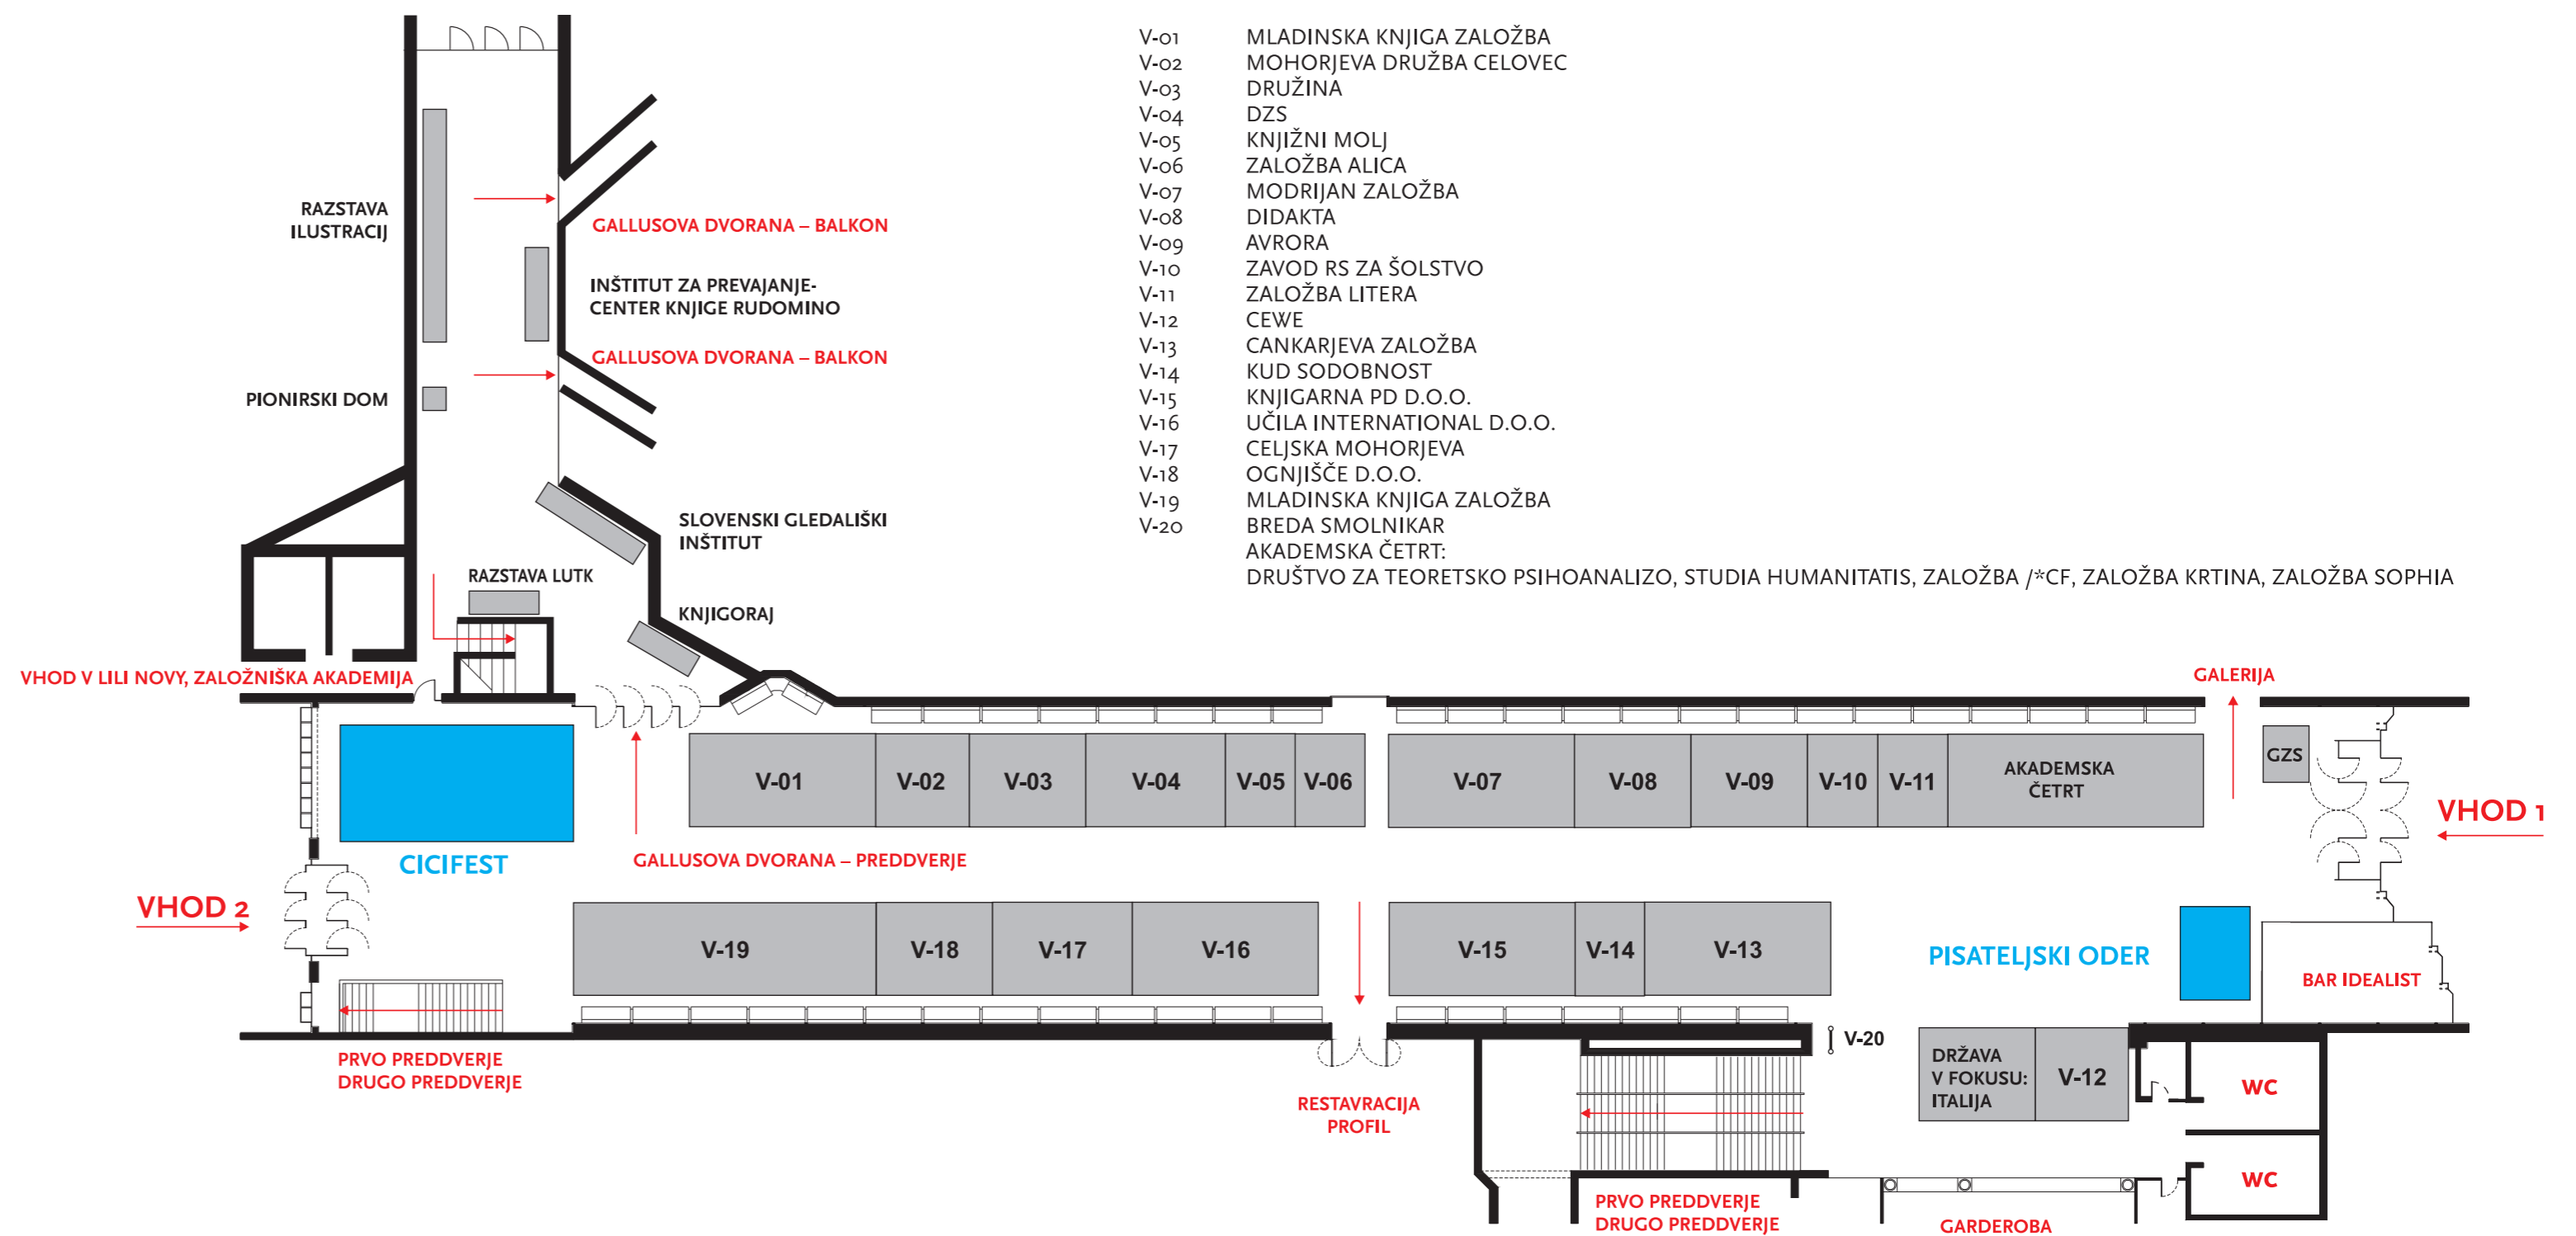 V-01 MLADINSKA KNJIGA ZALOŽBA
V-02 MOHORJEVA DRUŽBA CELOVEC
V-03 DRUŽINA
V-04 DZS
V-05 KNJIŽNI MOLJ
V-06 ZALOŽBA ALICA
V-07 MODRIJAN ZALOŽBA
V-08 DIDAKTA
V-09 AVRORA
V-10 ZAVOD RS ZA ŠOLSTVO
V-11 ZALOŽBA LITERA
V-12 CEWE
V-13 CANKARJEVA ZALOŽBA
V-14 KUD SODOBNOST
V-15 KNJIGARNA PD D.O.O.
V-16 UČILA INTERNATIONAL D.O.O.
V-17 CELJSKA MOHORJEVA
V-18 OGNJIŠČE D.O.O.
V-19 MLADINSKA KNJIGA ZALOŽBA
V-20 BREDA SMOLNIKAR
AKADEMSKA ČETRT:
DRUŠTVO ZA TEORETSKO PSIHOANALIZO, STUDIA HUMANITATIS, ZALOŽBA /*CF, ZALOŽBA KRTINA, ZALOŽBA SOPHIA
RAZSTAVA
ILUSTRACIJ
GALLUSOVA DVORANA – BALKON
INŠTITUT ZA PREVAJANJE-
CENTER KNJIGE RUDOMINO
GALLUSOVA DVORANA – BALKON
PIONIRSKI DOM
SLOVENSKI GLEDALIŠKI
INŠTITUT
RAZSTAVA LUTK
KNJIGORAJ
VHOD V LILI NOVY, ZALOŽNIŠKA AKADEMIJA
GALERIJA
GZS
V-01
V-02
V-03
V-04
V-05
V-06
V-07
V-08
V-09
V-10
V-11
AKADEMSKA
ČETRT
VHOD 1
CICIFEST
GALLUSOVA DVORANA – PREDDVERJE
VHOD 2
V-19
V-18
V-17
V-16
V-15
V-14
V-13
PISATELJSKI ODER
BAR IDEALIST
PRVO PREDDVERJE
DRUGO PREDDVERJE
RESTAVRACIJA
PROFIL
V-20
DRŽAVA
V FOKUSU:
ITALIJA
V-12
WC
WC
PRVO PREDDVERJE
DRUGO PREDDVERJE
GARDEROBA